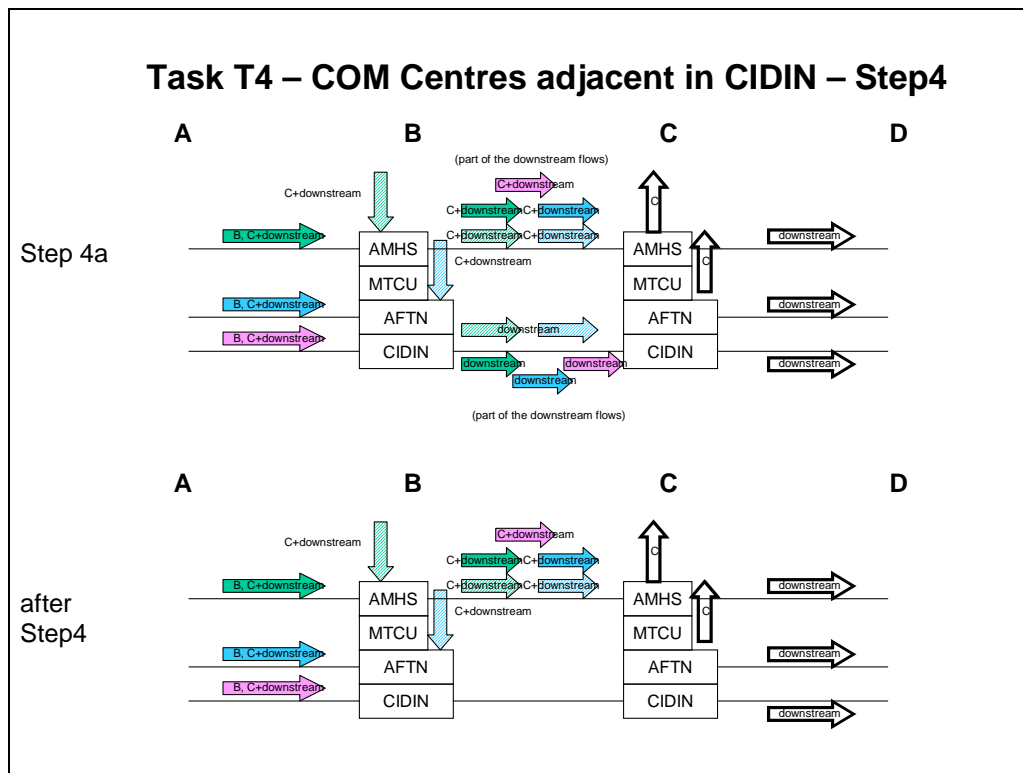 Task T4 – COM Centres adjacent in CIDIN – Step4
A B C D
(part of the downstream flows)
C+downstream
C+downstream
C
C+downstream C+downstream
B, C+downstream
C+downstream C+downstream
downstream
Step 4a
AMHS
AMHS
C+downstream
C
MTCU
MTCU
B, C+downstream
downstream
AFTN
AFTN
B, C+downstream
downstream
CIDIN
CIDIN
downstream
downstream
downstream
downstream
(part of the downstream flows)
A B C D
C+downstream
C+downstream
C
C+downstream C+downstream
B, C+downstream
C+downstream C+downstream
downstream
after
Step4
AMHS
AMHS
C+downstream
C
MTCU
MTCU
B, C+downstream
downstream
AFTN
AFTN
B, C+downstream
CIDIN
CIDIN
downstream